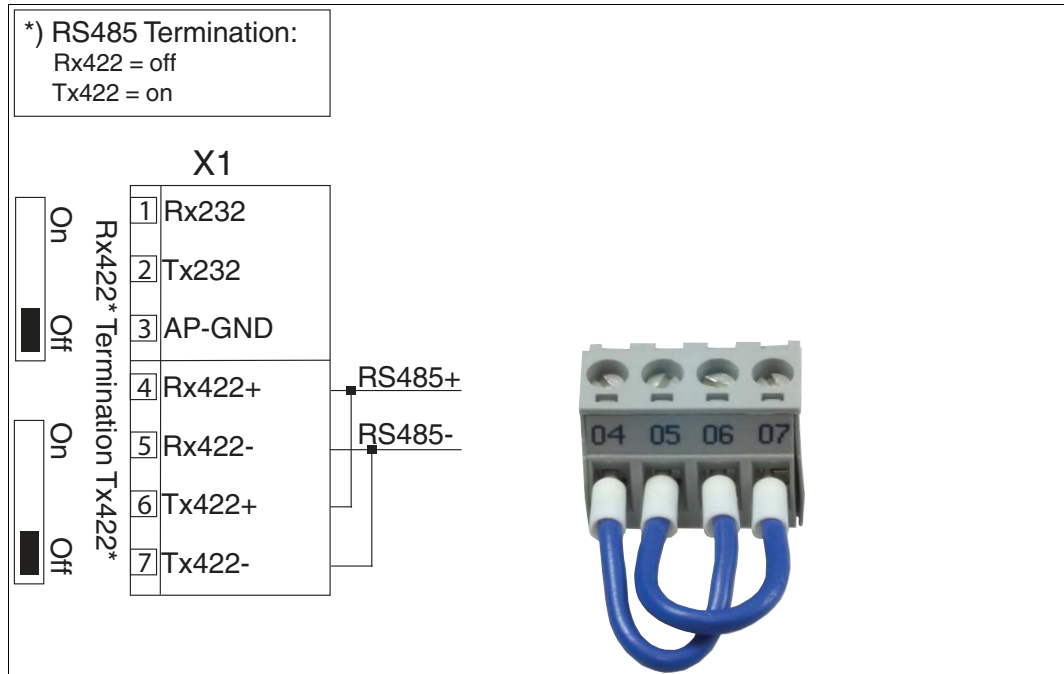 *) RS485 Termination:
Rx422 = off
Tx422 = on
X1
On
Off
On
Off
Rx422* Termination Tx422*
1 Rx232
2 Tx232
3 AP-GND
4 Rx422+
5 Rx422-
6 Tx422+
7 Tx422-
RS485+
RS485-
04 05 06 07